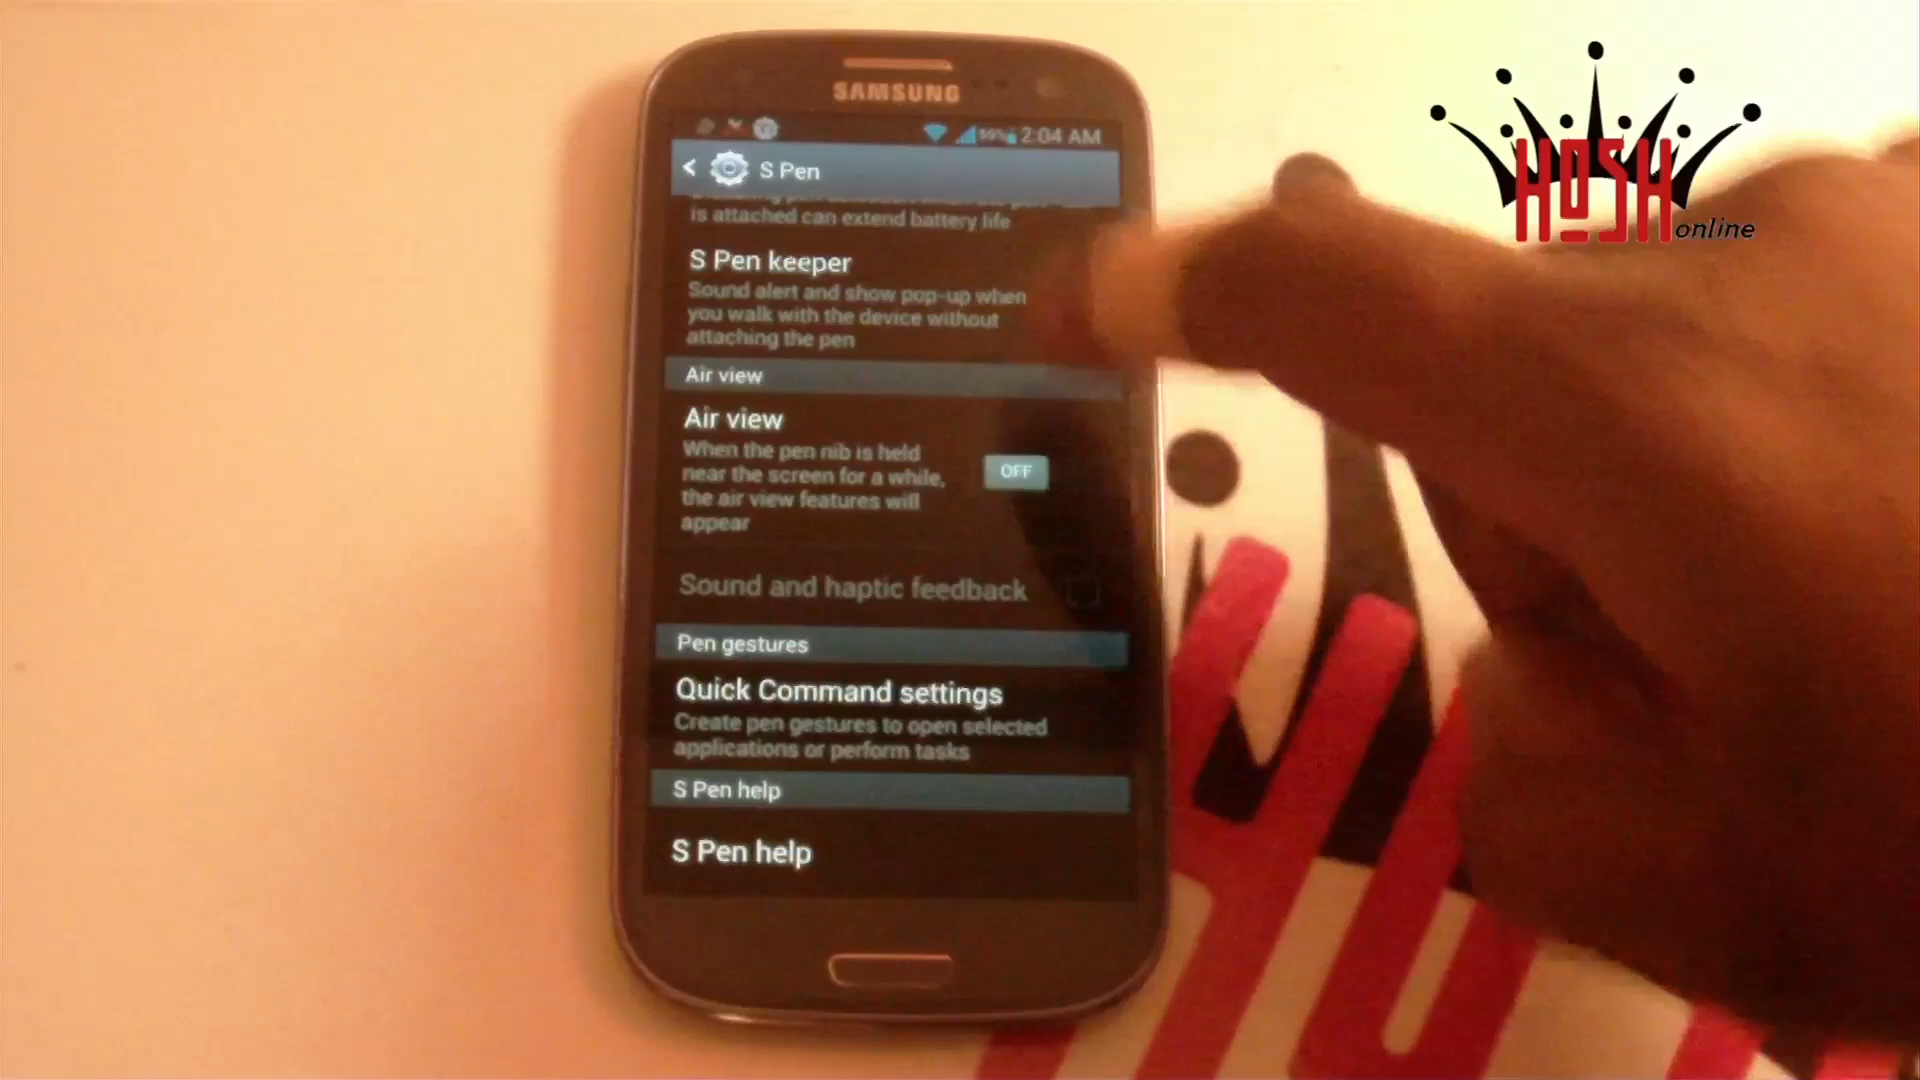 SAMSUNG
59% 2:04 AM
S Pen
is attached can extend battery life
S Pen keeper
Sound alert and show pop-up when
you walk with the device without
attaching the pen
Air view
Air view
When the pen nib is held
near the screen for a while,
the air view features will
appear
OFF
Sound and haptic feedback
Pen gestures
Quick Command settings
Create pen gestures to open selected
applications or perform tasks
S Pen help
S Pen help
HOSH
online